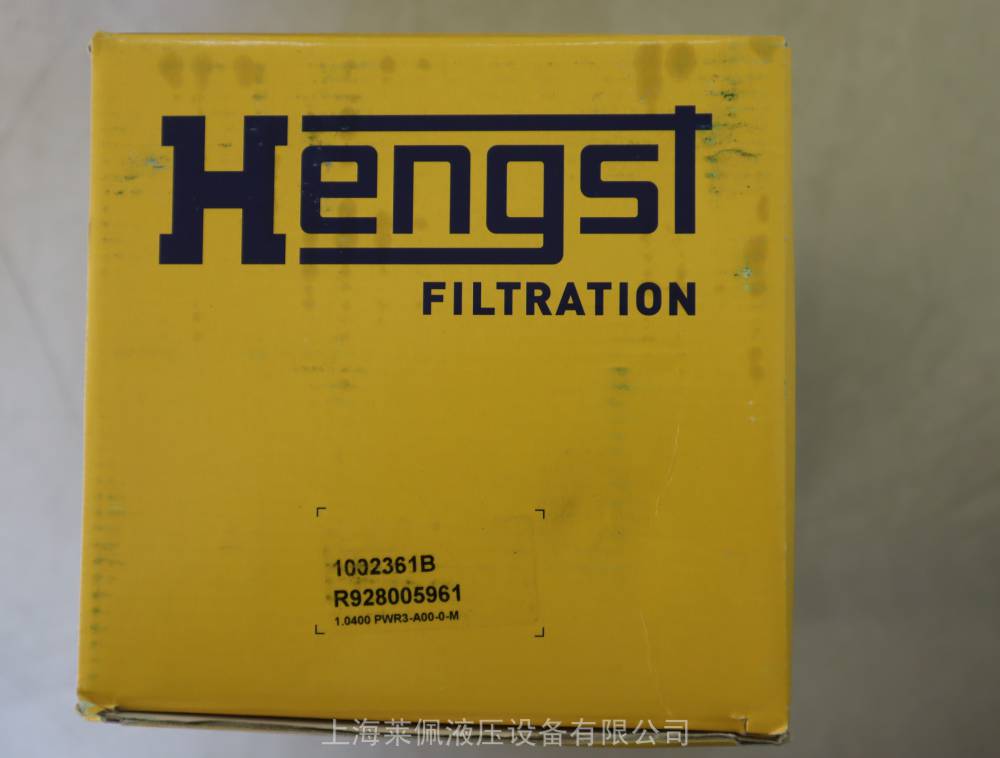 Hengst
FILTRATION
1002361B
R928005961
1.0400 PWR3-A00-0-M
上海莱佩液压设备有限公司